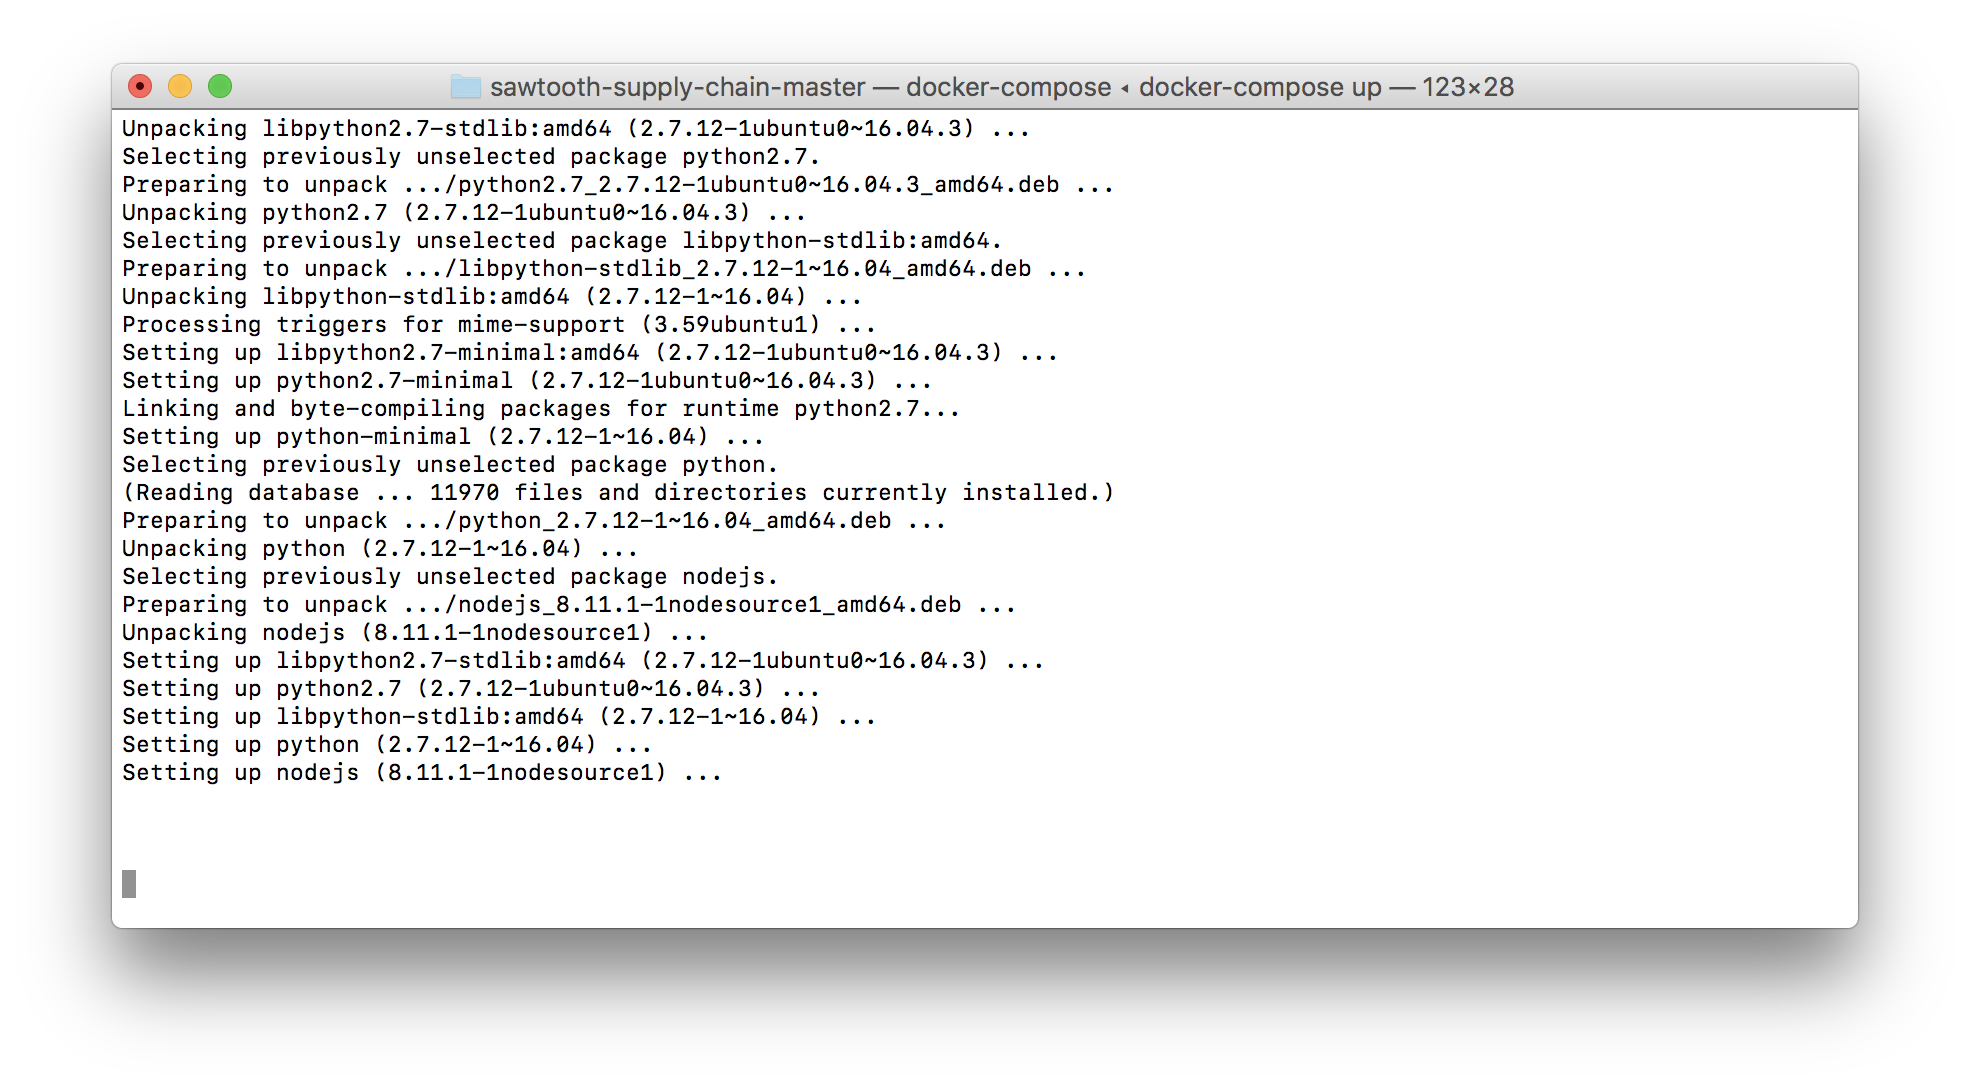 sawtooth-supply-chain-master — docker-compose ◂ docker-compose up — 123×28
Unpacking libpython2.7-stdlib:amd64 (2.7.12-1ubuntu0~16.04.3) ...
Selecting previously unselected package python2.7.
Preparing to unpack .../python2.7_2.7.12-1ubuntu0~16.04.3_amd64.deb ...
Unpacking python2.7 (2.7.12-1ubuntu0~16.04.3) ...
Selecting previously unselected package libpython-stdlib:amd64.
Preparing to unpack .../libpython-stdlib_2.7.12-1~16.04_amd64.deb ...
Unpacking libpython-stdlib:amd64 (2.7.12-1~16.04) ...
Processing triggers for mime-support (3.59ubuntu1) ...
Setting up libpython2.7-minimal:amd64 (2.7.12-1ubuntu0~16.04.3) ...
Setting up python2.7-minimal (2.7.12-1ubuntu0~16.04.3) ...
Linking and byte-compiling packages for runtime python2.7...
Setting up python-minimal (2.7.12-1~16.04) ...
Selecting previously unselected package python.
(Reading database ... 11970 files and directories currently installed.)
Preparing to unpack .../python_2.7.12-1~16.04_amd64.deb ...
Unpacking python (2.7.12-1~16.04) ...
Selecting previously unselected package nodejs.
Preparing to unpack .../nodejs_8.11.1-1nodesource1_amd64.deb ...
Unpacking nodejs (8.11.1-1nodesource1) ...
Setting up libpython2.7-stdlib:amd64 (2.7.12-1ubuntu0~16.04.3) ...
Setting up python2.7 (2.7.12-1ubuntu0~16.04.3) ...
Setting up libpython-stdlib:amd64 (2.7.12-1~16.04) ...
Setting up python (2.7.12-1~16.04) ...
Setting up nodejs (8.11.1-1nodesource1) ...